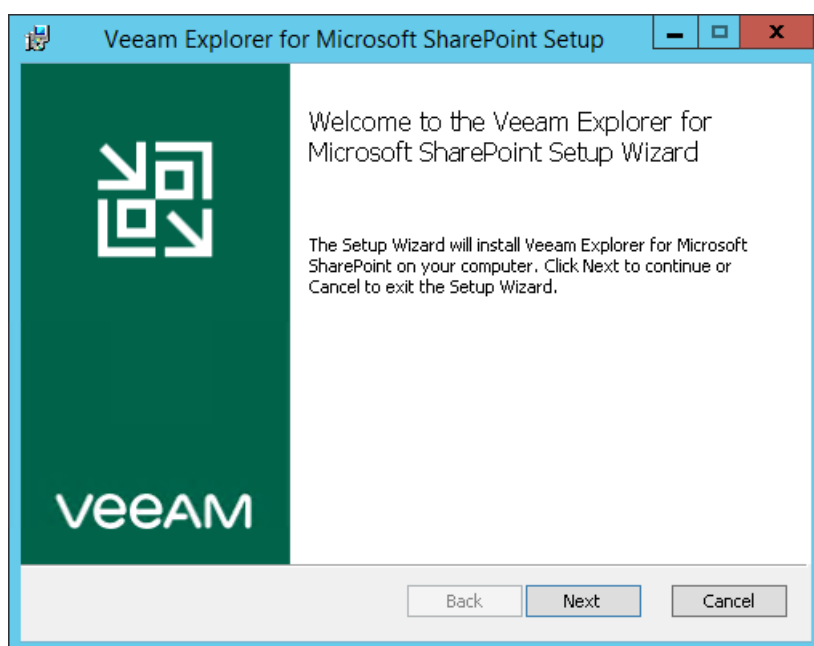 Veeam Explorer for Microsoft SharePoint Setup
Welcome to the Veeam Explorer for
Microsoft SharePoint Setup Wizard
The Setup Wizard will install Veeam Explorer for Microsoft
SharePoint on your computer. Click Next to continue or
Cancel to exit the Setup Wizard.
veeAM
Back Next Cancel